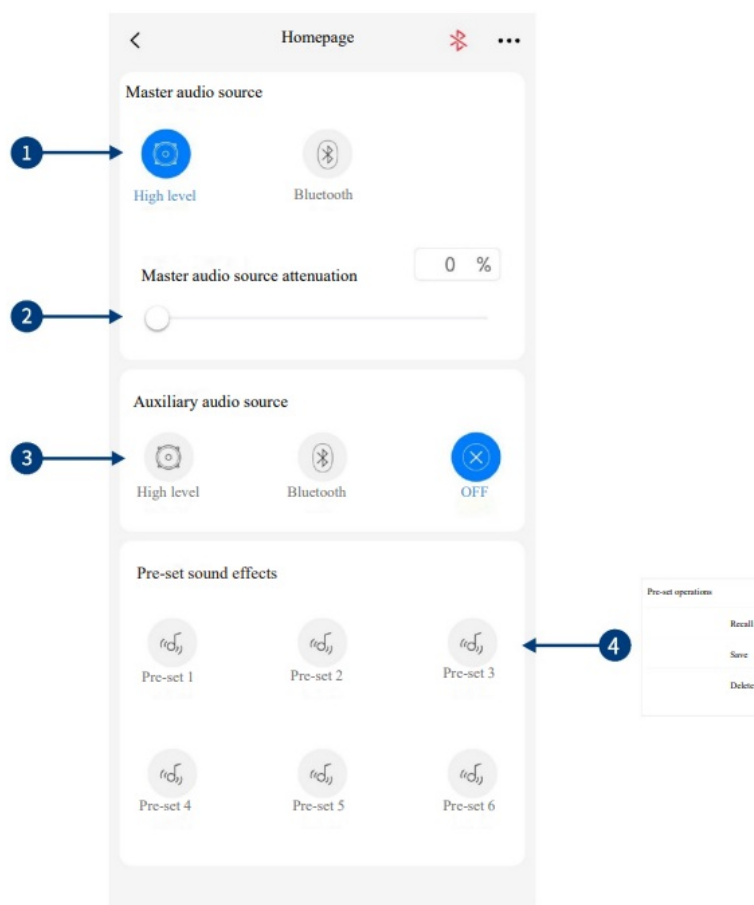 Homepage
Master audio source
1
High level Bluetooth
0 %
Master audio source attenuation
2
Auxiliary audio source
3
High level Bluetooth OFF
Pre-set sound effects
4
Pre-set 1 Pre-set 2 Pre-set 3
Pre-set 4 Pre-set 5 Pre-set 6
Pre-set operations
Recall
Save
Delete